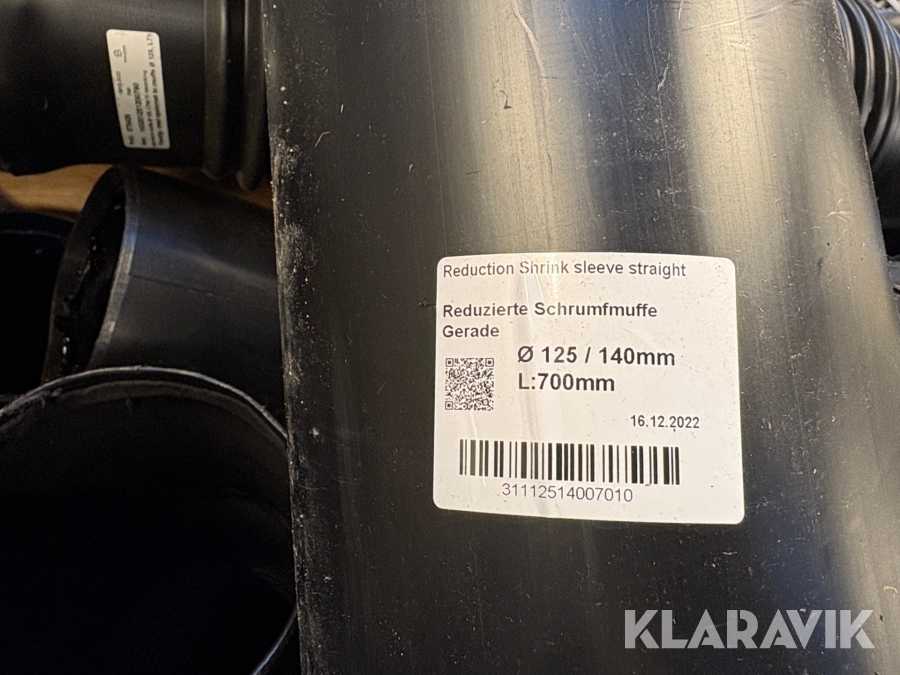 Reduction Shrink sleeve straight
Reduzierte Schrumfmuffe
Gerade
Ø 125 / 140mm
L:700mm
16.12.2022
31112514007010
KLARAVIK